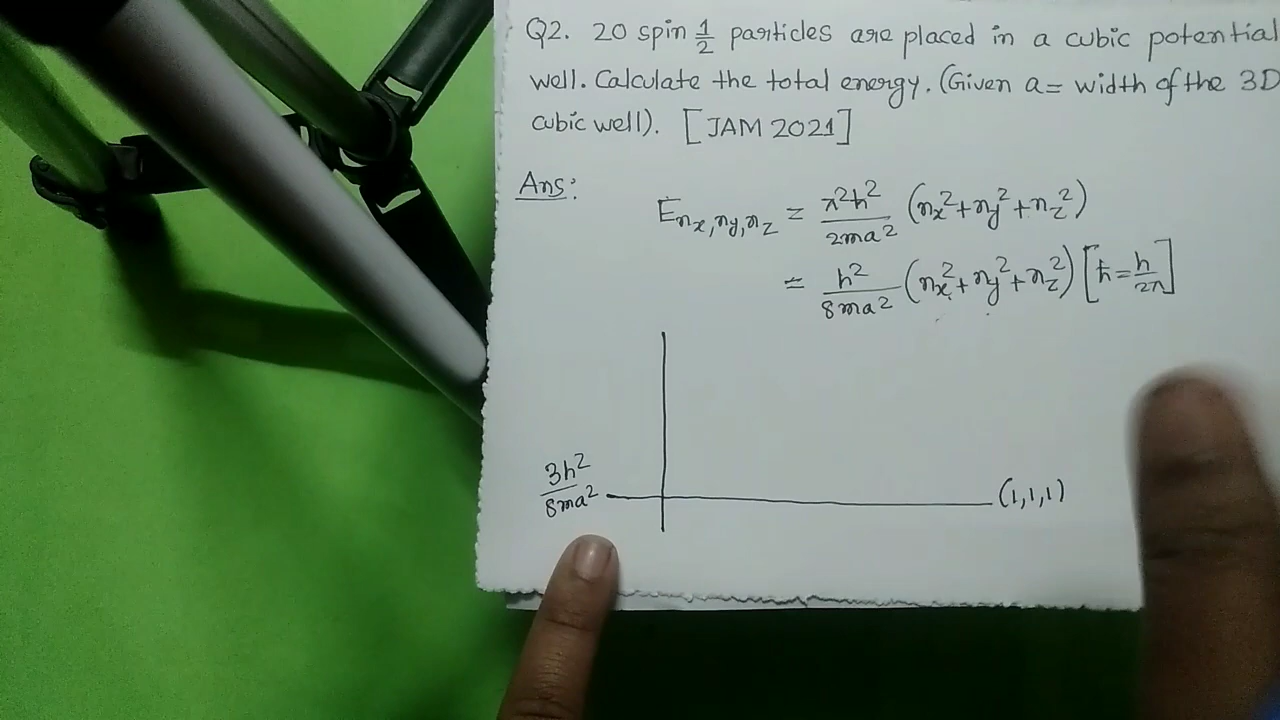 Q2. 20 spin 1/2 particles are placed in a cubic potential
well. Calculate the total energy. (Given a = width of the 3D
cubic well). [JAM 2021]
Ans:
E_{nx,ny,nz} = π²ħ²/2ma² (nx²+ny²+nz²)
= h²/8ma² (nx²+ny²+nz²) [ħ = h/2π]
3h²/8ma² (1,1,1)